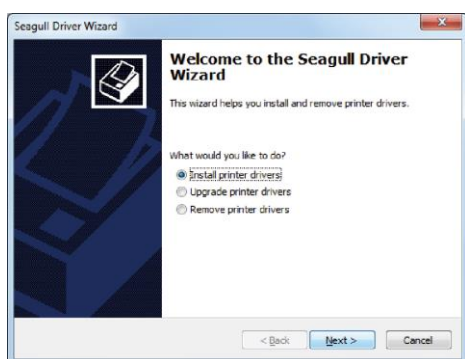 Seagull Driver Wizard
Welcome to the Seagull Driver
Wizard
This wizard helps you install and remove printer drivers.
What would you like to do?
Install printer drivers
Upgrade printer drivers
Remove printer drivers
< Back Next > Cancel